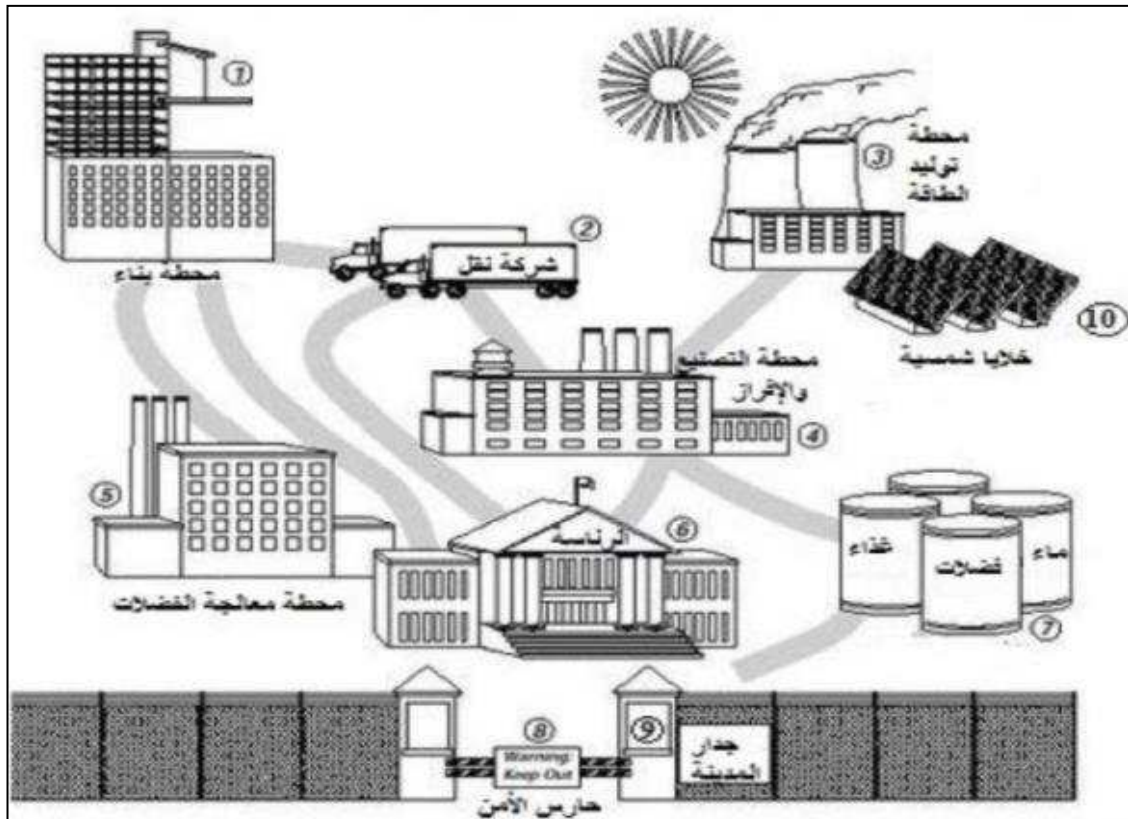 ①
محطة بناء
②
شركة نقل
③
محطة
توليد
الطاقة
10
خلايا شمسية
محطة التصنيع
والإفراز
④
⑤
محطة معالجة الفضلات
الرئاسة
⑥
غذاء
ماء
فضلات
⑦
⑧
Warning:
Keep Out
⑨
جدار
المدينة
حارس الأمن